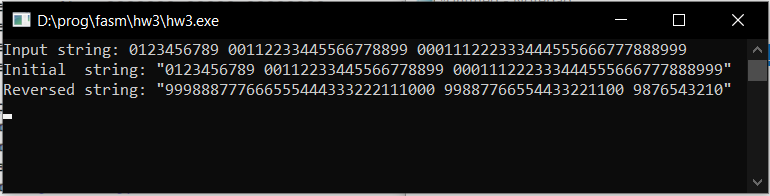 D:\prog\fasm\hw3\hw3.exe
Input string: 0123456789 00112233445566778899 000111222333444555666777888999
Initial  string: "0123456789 00112233445566778899 000111222333444555666777888999"
Reversed string: "999888777666555444333222111000 99887766554433221100 9876543210"